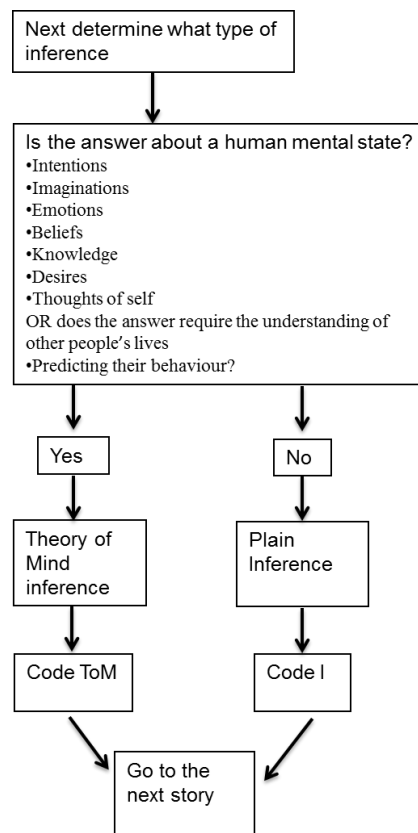 Next determine what type of
inference
Is the answer about a human mental state?
•Intentions
•Imaginations
•Emotions
•Beliefs
•Knowledge
•Desires
•Thoughts of self
OR does the answer require the understanding of
other people’s lives
•Predicting their behaviour?
Yes
No
Theory of
Mind
inference
Plain
Inference
Code ToM
Code I
Go to the
next story